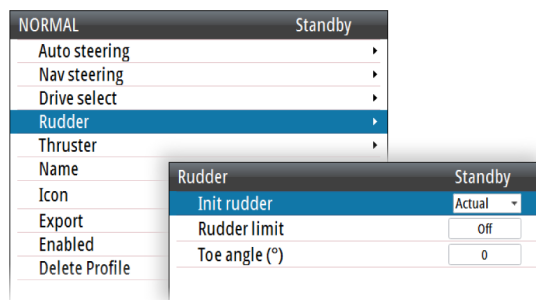 NORMAL Standby
Auto steering
Nav steering
Drive select
Rudder
Thruster
Name
Icon
Export
Enabled
Delete Profile
Rudder Standby
Init rudder Actual
Rudder limit Off
Toe angle (°) 0